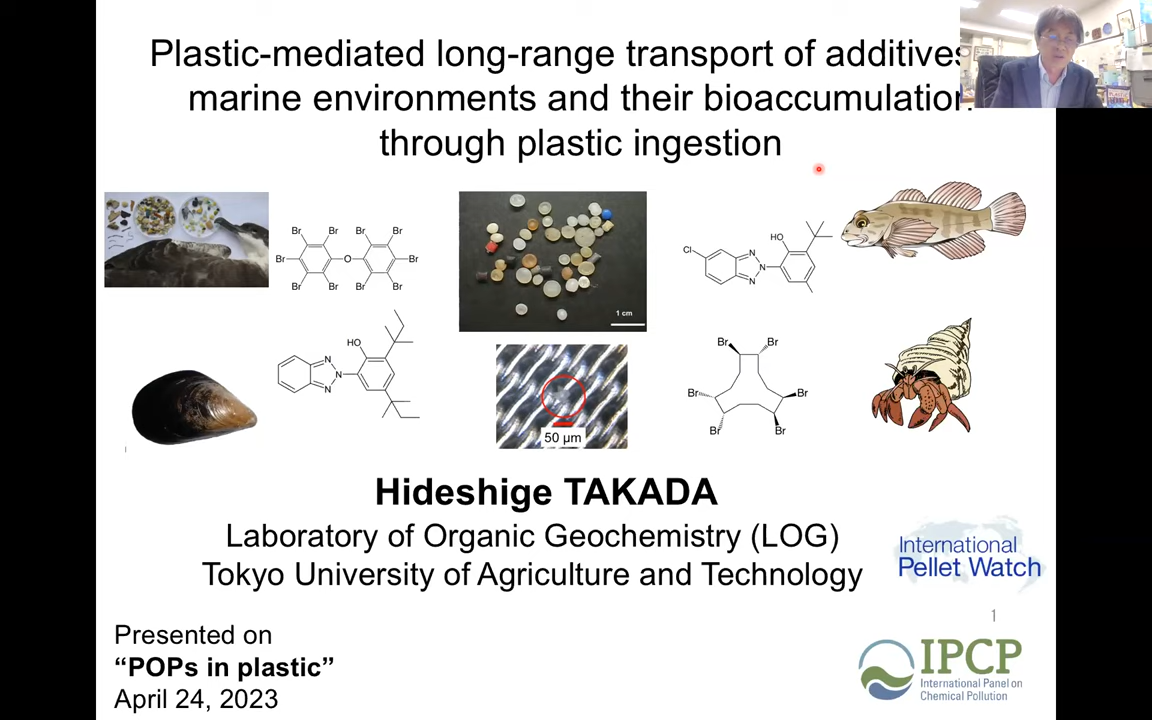 Plastic-mediated long-range transport of additives
marine environments and their bioaccumulation
through plastic ingestion
Br Br Br Br
Br O Br
Br Br Br Br
1 cm
HO
Cl
N
N
N
HO
N
N
N
50 µm
Br Br
Br Br
Br Br
Hideshige TAKADA
Laboratory of Organic Geochemistry (LOG)
Tokyo University of Agriculture and Technology
International
Pellet Watch
1
Presented on
“POPs in plastic”
April 24, 2023
IPCP
International Panel on
Chemical Pollution